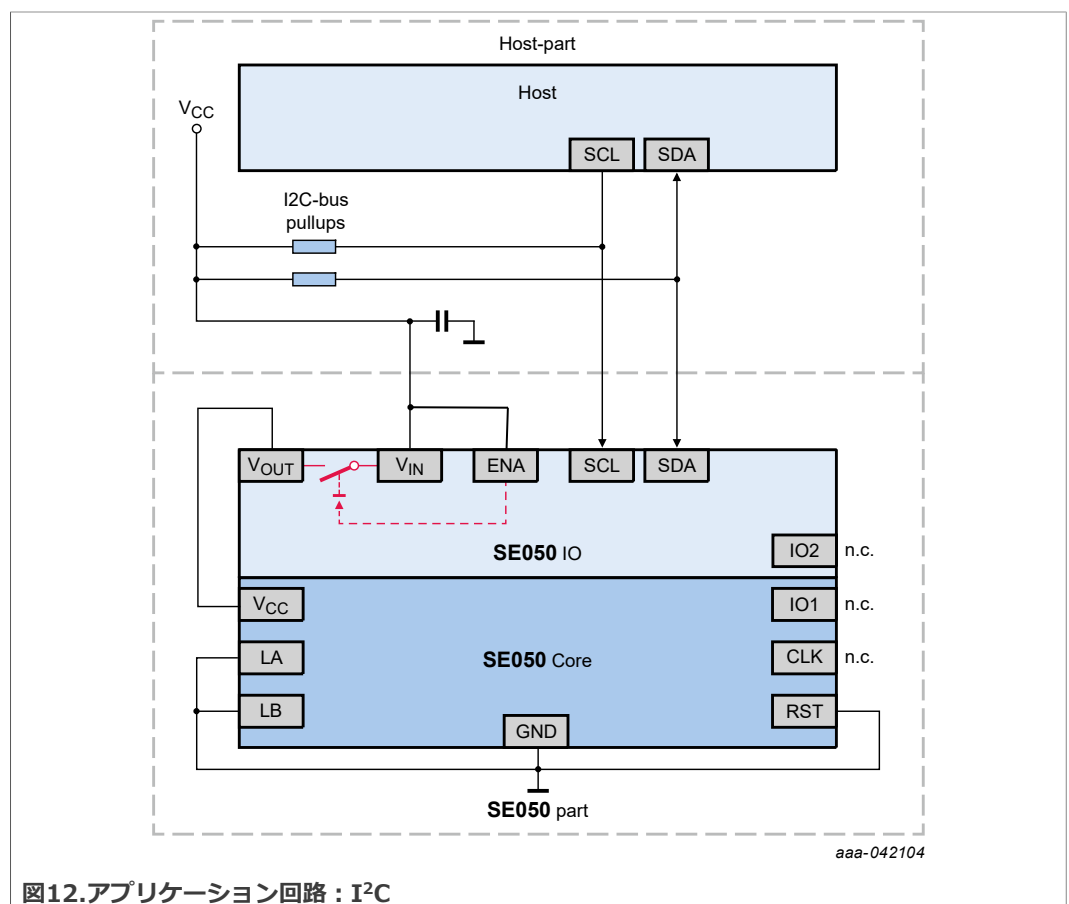 Host-part
Host
VCC
SCL SDA
I2C-bus
pullups
VOUT VIN ENA SCL SDA
SE050 IO
IO2 n.c.
VCC
IO1 n.c.
LA
SE050 Core
CLK n.c.
LB
RST
GND
SE050 part
aaa-042104
図12.アプリケーション回路：I²C